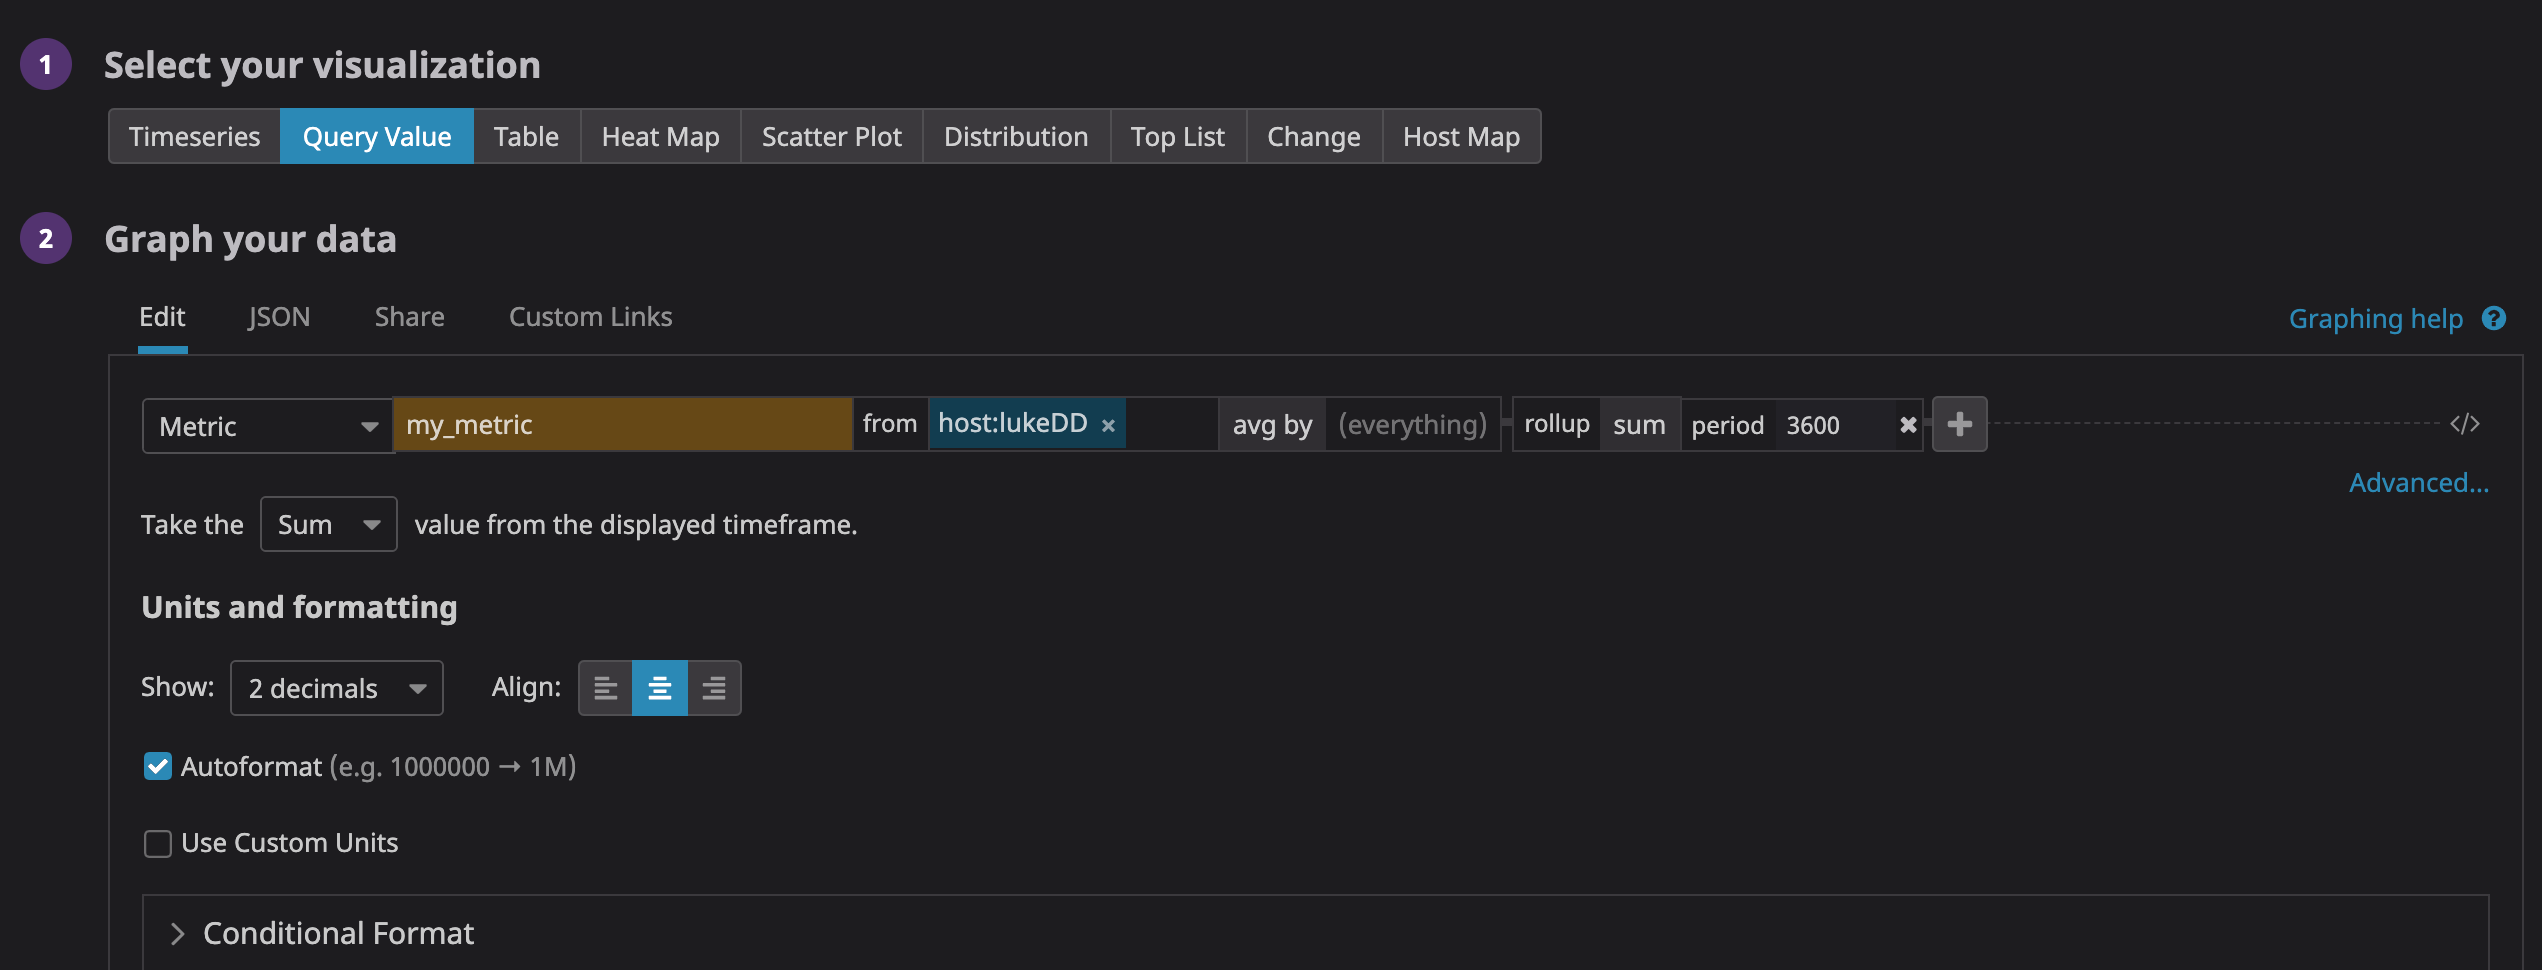 1 Select your visualization
Timeseries Query Value Table Heat Map Scatter Plot Distribution Top List Change Host Map
2 Graph your data
Edit JSON Share Custom Links Graphing help ?
Metric my_metric from host:lukeDD × avg by (everything) rollup sum period 3600 ✖ + </>
Advanced...
Take the Sum value from the displayed timeframe.
Units and formatting
Show: 2 decimals Align:
Autoformat (e.g. 1000000 → 1M)
Use Custom Units
Conditional Format